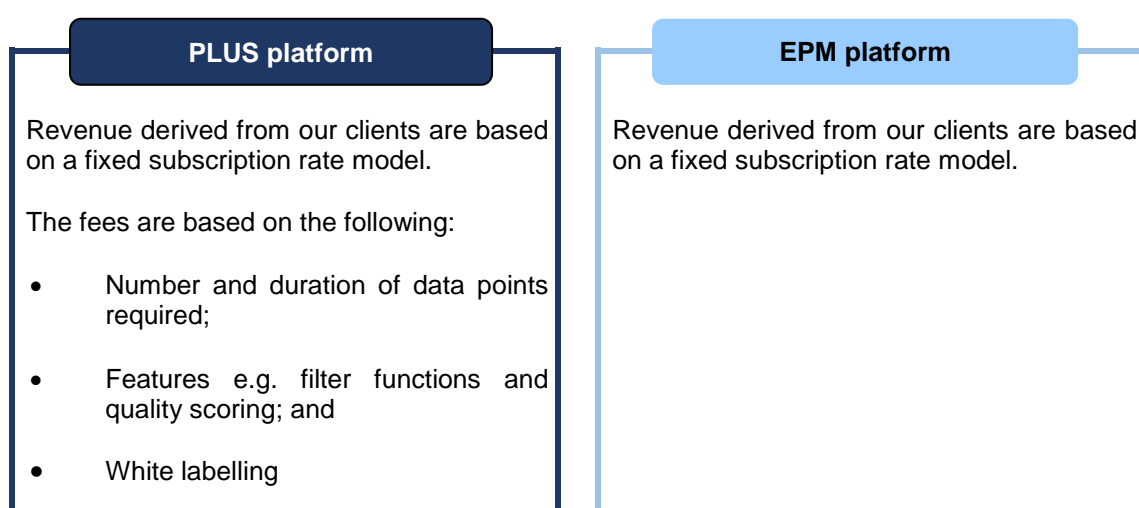 PLUS platform
Revenue derived from our clients are based
on a fixed subscription rate model.
The fees are based on the following:
• Number and duration of data points
required;
• Features e.g. filter functions and
quality scoring; and
• White labelling
EPM platform
Revenue derived from our clients are based
on a fixed subscription rate model.